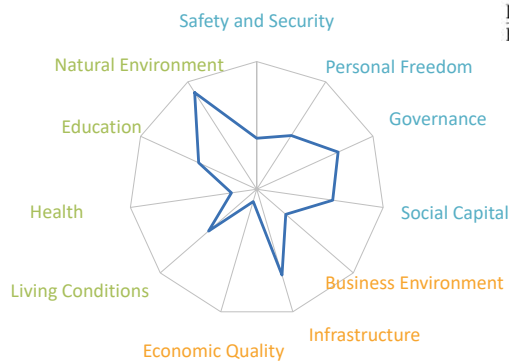 Safety and Security
Natural Environment
Personal Freedom
Education
Governance
Health
Social Capital
Living Conditions
Business Environment
Infrastructure
Economic Quality